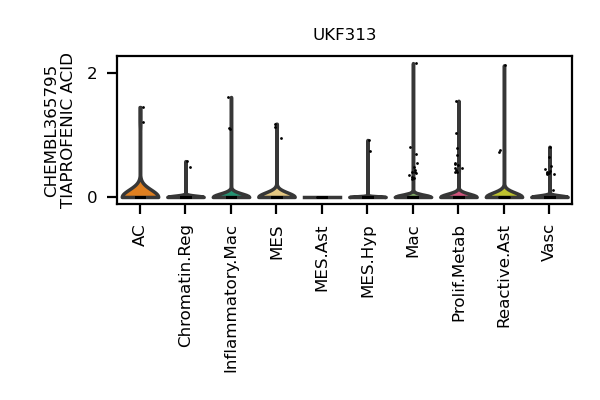 UKF313
CHEMBL365795
TIAPROFENIC ACID
2
0
AC
Chromatin.Reg
Inflammatory.Mac
MES
MES.Ast
MES.Hyp
Mac
Prolif.Metab
Reactive.Ast
Vasc